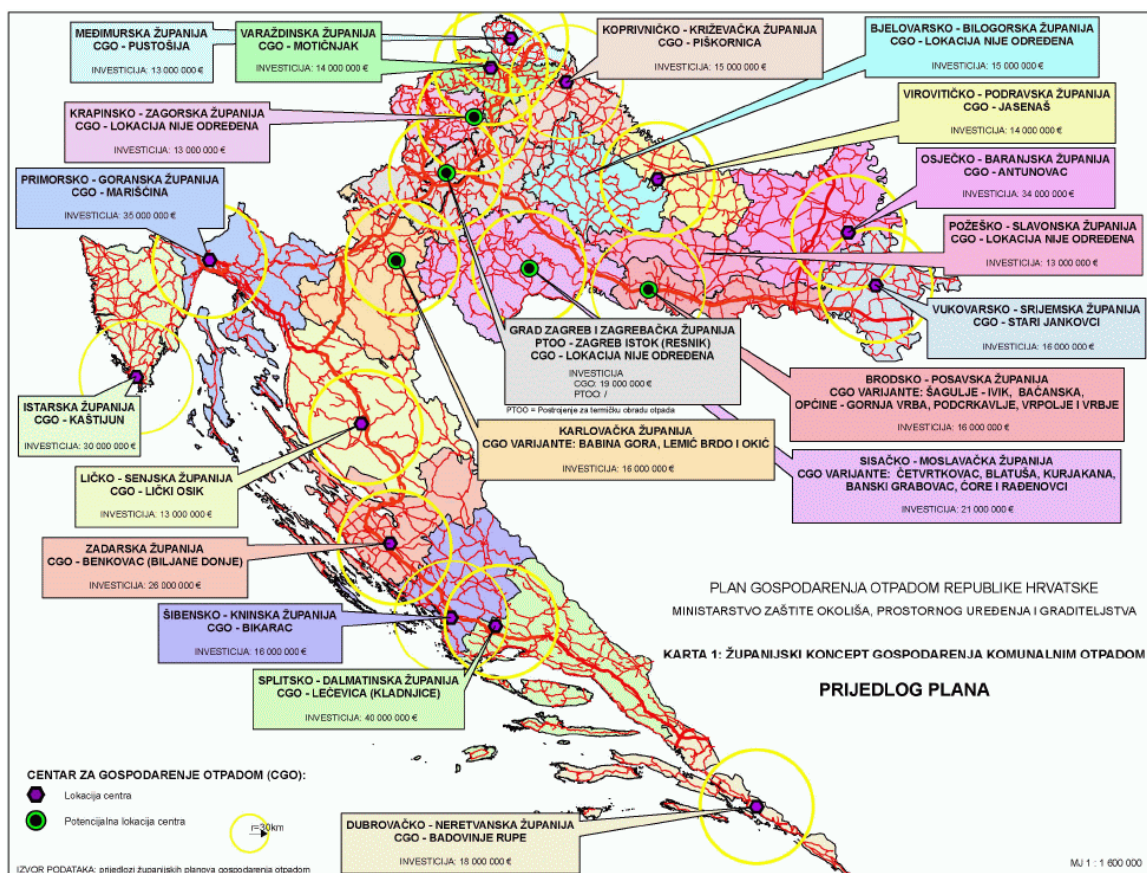 MEĐIMURSKA ŽUPANIJA
CGO - PUSTOŠIJA
INVESTICIJA: 13 000 000 €
VARAŽDINSKA ŽUPANIJA
CGO - MOTIČNJAK
INVESTICIJA: 14 000 000 €
KOPRIVNIČKO - KRIŽEVAČKA ŽUPANIJA
CGO - PIŠKORNICA
INVESTICIJA: 15 000 000 €
BJELOVARSKO - BILOGORSKA ŽUPANIJA
CGO - LOKACIJA NIJE ODREĐENA
INVESTICIJA: 15 000 000 €
KRAPINSKO - ZAGORSKA ŽUPANIJA
CGO - LOKACIJA NIJE ODREĐENA
INVESTICIJA: 13 000 000 €
VIROVITIČKO - PODRAVSKA ŽUPANIJA
CGO - JASENAŠ
INVESTICIJA: 14 000 000 €
PRIMORSKO - GORANSKA ŽUPANIJA
CGO - MARIŠĆINA
INVESTICIJA: 35 000 000 €
OSJEČKO - BARANJSKA ŽUPANIJA
CGO - ANTUNOVAC
INVESTICIJA: 34 000 000 €
POŽEŠKO - SLAVONSKA ŽUPANIJA
CGO - LOKACIJA NIJE ODREĐENA
INVESTICIJA: 13 000 000 €
VUKOVARSKO - SRIJEMSKA ŽUPANIJA
CGO - STARI JANKOVCI
INVESTICIJA: 16 000 000 €
GRAD ZAGREB I ZAGREBAČKA ŽUPANIJA
PTOO - ZAGREB ISTOK (RESNIK)
CGO - LOKACIJA NIJE ODREĐENA
INVESTICIJA
CGO: 19 000 000 €
PTOO: /
PTOO = Postrojenje za termičku obradu otpada
BRODSKO - POSAVSKA ŽUPANIJA
CGO VARIJANTE: ŠAGULJE - IVIK, BAČANSKA,
OPĆINE - GORNJA VRBA, PODCRKAVLJE, VRPOLJE I VRBJE
INVESTICIJA: 16 000 000 €
ISTARSKA ŽUPANIJA
CGO - KAŠTIJUN
INVESTICIJA: 30 000 000 €
KARLOVAČKA ŽUPANIJA
CGO VARIJANTE: BABINA GORA, LEMIĆ BRDO I OKIĆ
INVESTICIJA: 16 000 000 €
SISAČKO - MOSLAVAČKA ŽUPANIJA
CGO VARIJANTE: ČETVRTKOVAC, BLATUŠA, KURJAKANA,
BANSKI GRABOVAC, ĆORE I RAĐENOVCI
INVESTICIJA: 21 000 000 €
LIČKO - SENJSKA ŽUPANIJA
CGO - LIČKI OSIK
INVESTICIJA: 13 000 000 €
ZADARSKA ŽUPANIJA
CGO - BENKOVAC (BILJANE DONJE)
INVESTICIJA: 26 000 000 €
ŠIBENSKO - KNINSKA ŽUPANIJA
CGO - BIKARAC
INVESTICIJA: 16 000 000 €
SPLITSKO - DALMATINSKA ŽUPANIJA
CGO - LEĆEVICA (KLADNJICE)
INVESTICIJA: 40 000 000 €
PLAN GOSPODARENJA OTPADOM REPUBLIKE HRVATSKE
MINISTARSTVO ZAŠTITE OKOLIŠA, PROSTORNOG UREĐENJA I GRADITELJSTVA
KARTA 1: ŽUPANIJSKI KONCEPT GOSPODARENJA KOMUNALNIM OTPADOM
PRIJEDLOG PLANA
CENTAR ZA GOSPODARENJE OTPADOM (CGO):
Lokacija centra
Potencijalna lokacija centra
r=30km
DUBROVAČKO - NERETVANSKA ŽUPANIJA
CGO - BADOVINJE RUPE
INVESTICIJA: 18 000 000 €
IZVOR PODATAKA: prijedlozi županijskih planova gospodarenja otpadom
MJ 1 : 1 600 000